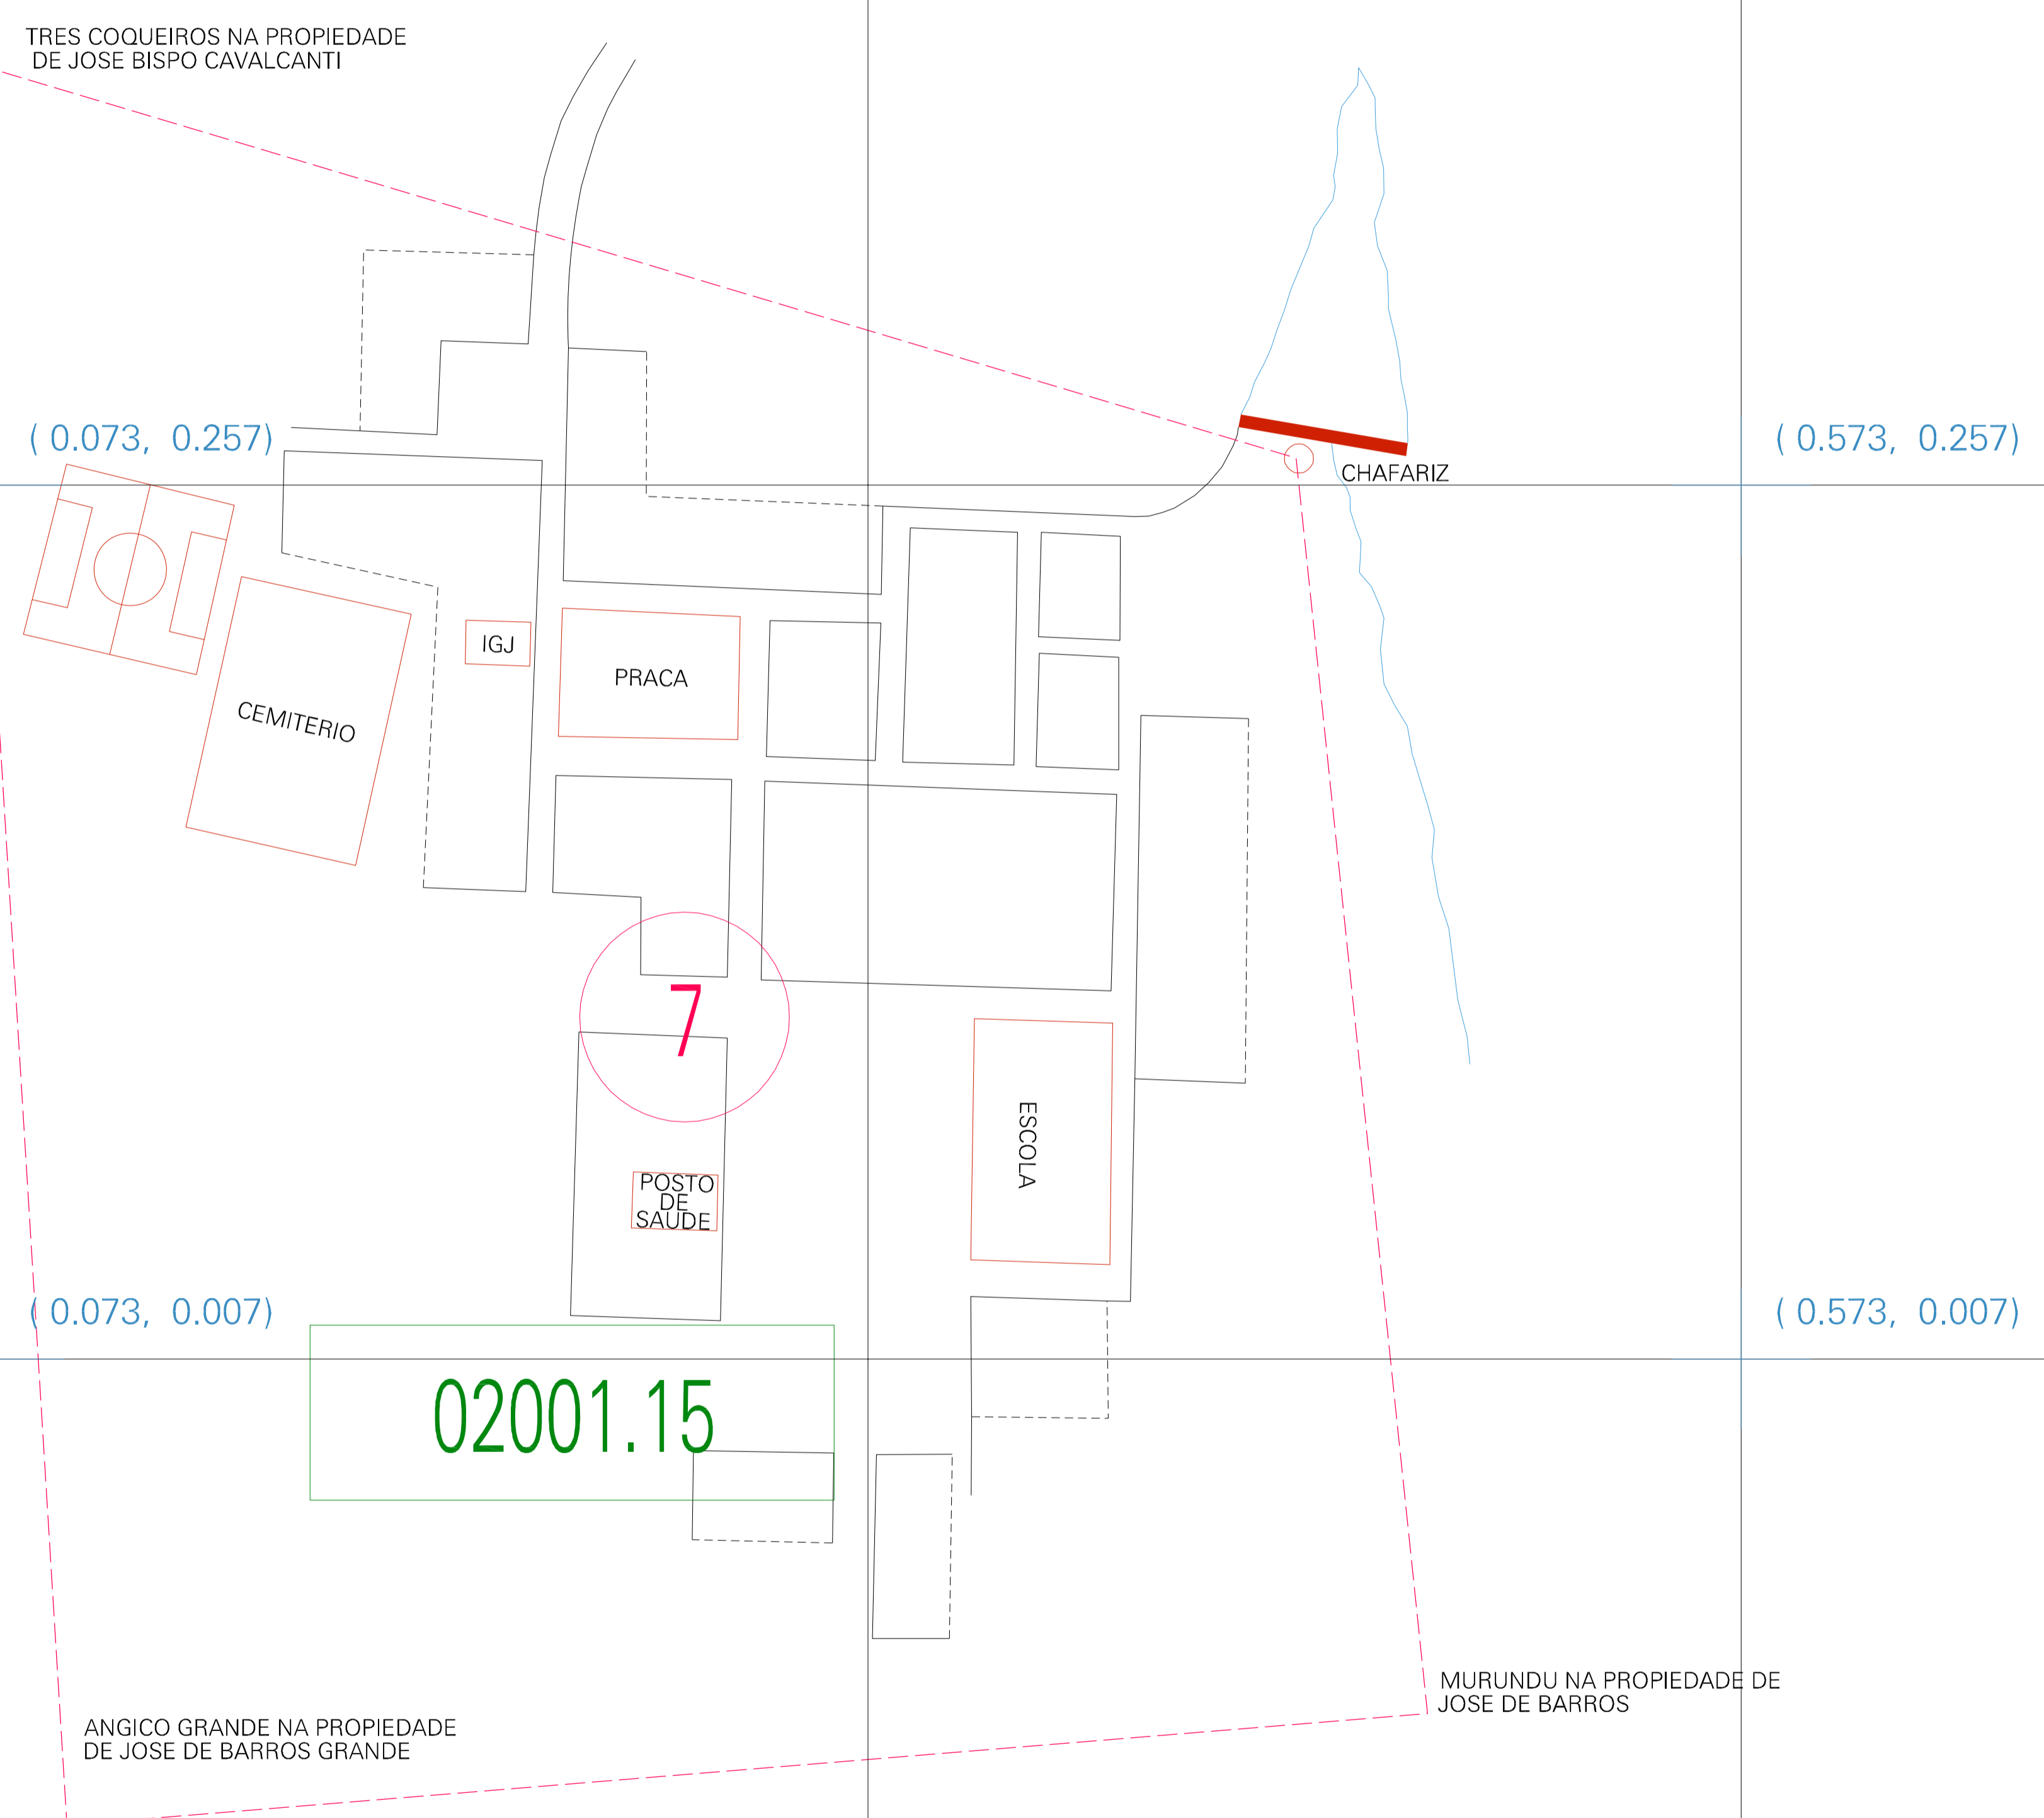 TRES COQUEIROS NA PROPIEDADE
DE JOSE BISPO CAVALCANTI
( 0.073, 0.257)
( 0.573, 0.257)
CHAFARIZ
IGJ
PRACA
CEMITERIO
7
ESCOLA
POSTO
DE
SAUDE
( 0.073, 0.007)
( 0.573, 0.007)
02001.15
MURUNDU NA PROPIEDADE DE
JOSE DE BARROS
ANGICO GRANDE NA PROPIEDADE
DE JOSE DE BARROS GRANDE